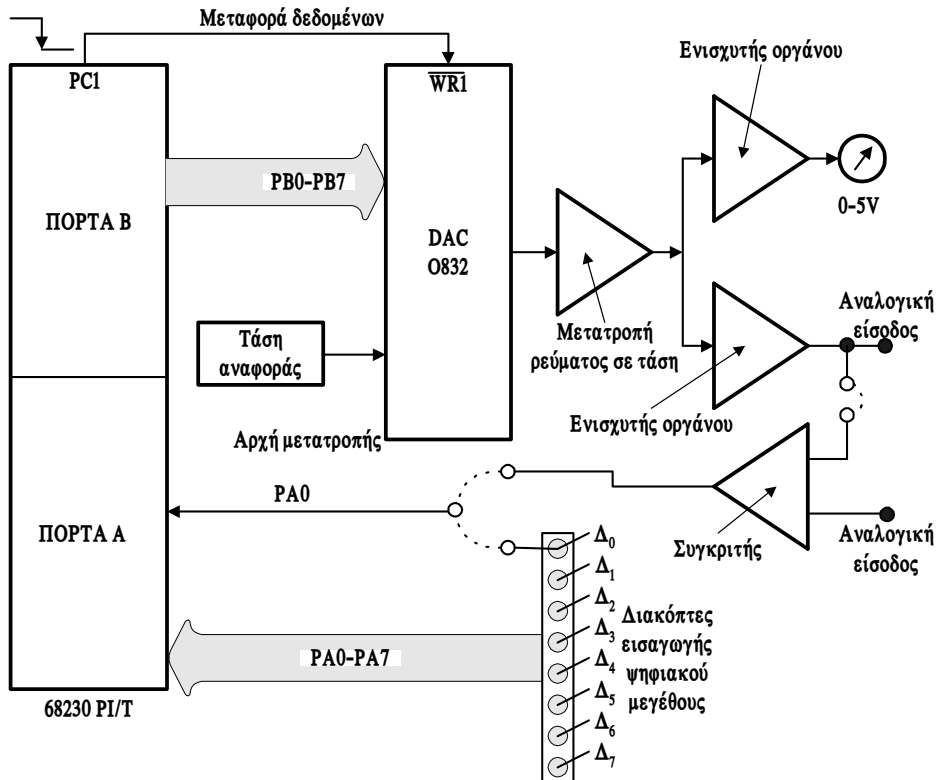 Μεταφορά δεδομένων
Ενισχυτής οργάνου
PC1
WR1
PB0-PB7
0-5V
ΠΟΡΤΑ Β
DAC
O832
Αναλογική
είσοδος
Τάση
αναφοράς
Μετατροπή
ρεύματος σε τάση
Ενισχυτής οργάνου
Αρχή μετατροπής
PA0
ΠΟΡΤΑ Α
Συγκριτής
Αναλογική
είσοδος
Δ0
Δ1
Δ2
Δ3
Δ4
Δ5
Δ6
Δ7
Διακόπτες
εισαγωγής
ψηφιακού
μεγέθους
PA0-PA7
68230 PI/T